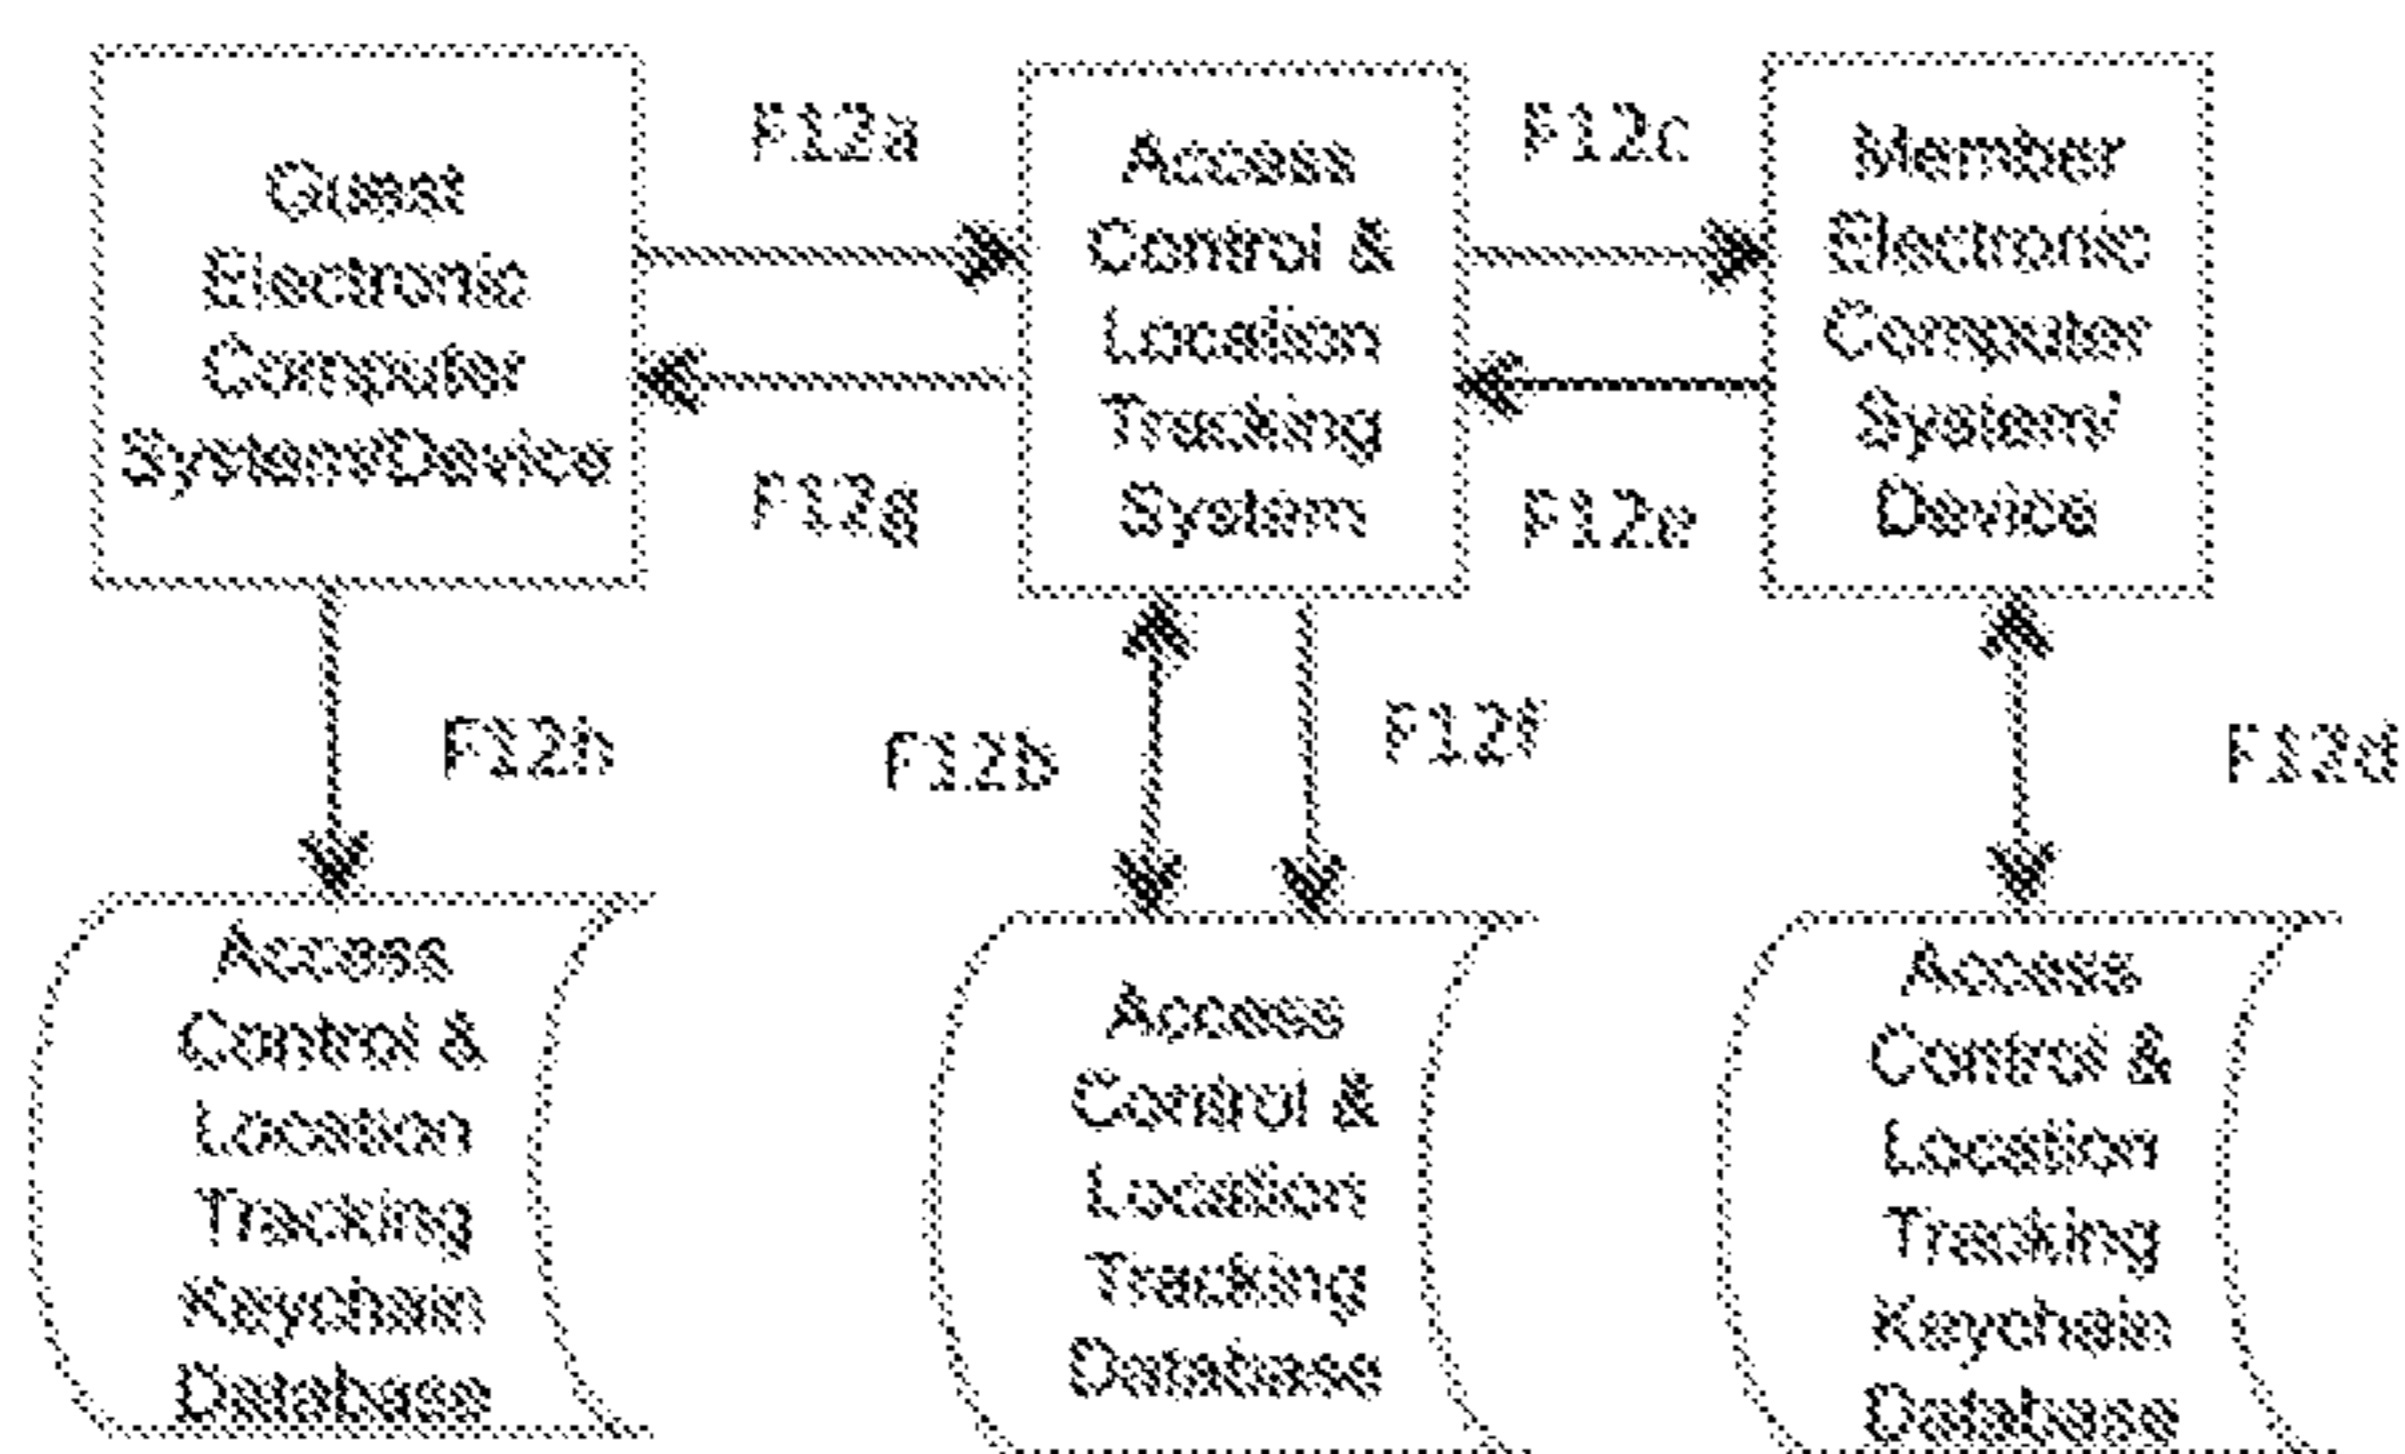 Guest
Electronic
Computer
System/Device
F12a
F12g
Access
Control &
Location
Tracking
System
F12c
F12e
Member
Electronic
Computer
System/
Device
F12h
F12b
F12f
F12d
Access
Control &
Location
Tracking
Keychain
Database
Access
Control &
Location
Tracking
Database
Access
Control &
Location
Tracking
Keychain
Database